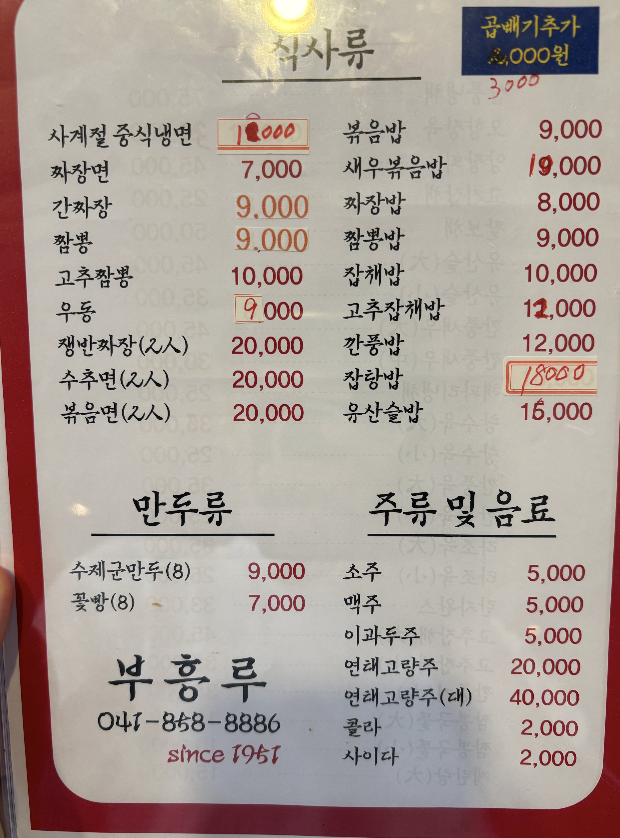 식사류
곱빼기추가
,000원
3000
사계절 중식냉면
짜장면 7,000
간짜장 9,000
짬뽕 9,000
고추짬뽕 10,000
우동 9000
쟁반짜장(2人) 20,000
수추면(2人) 20,000
볶음면(2人) 20,000
볶음밥 9,000
새우볶음밥 10,000
짜장밥 8,000
짬뽕밥 9,000
잡채밥 10,000
고추잡채밥 12,000
깐풍밥 12,000
잡탕밥 18000
유산슬밥
만두류
수제군만두(8) 9,000
꽃빵(8) 7,000
주류 및 음료
소주 5,000
맥주 5,000
이과두주 5,000
연태고량주 20,000
연태고량주(대) 40,000
콜라 2,000
사이다 2,000
부흥루
041-858-8886
since 1951